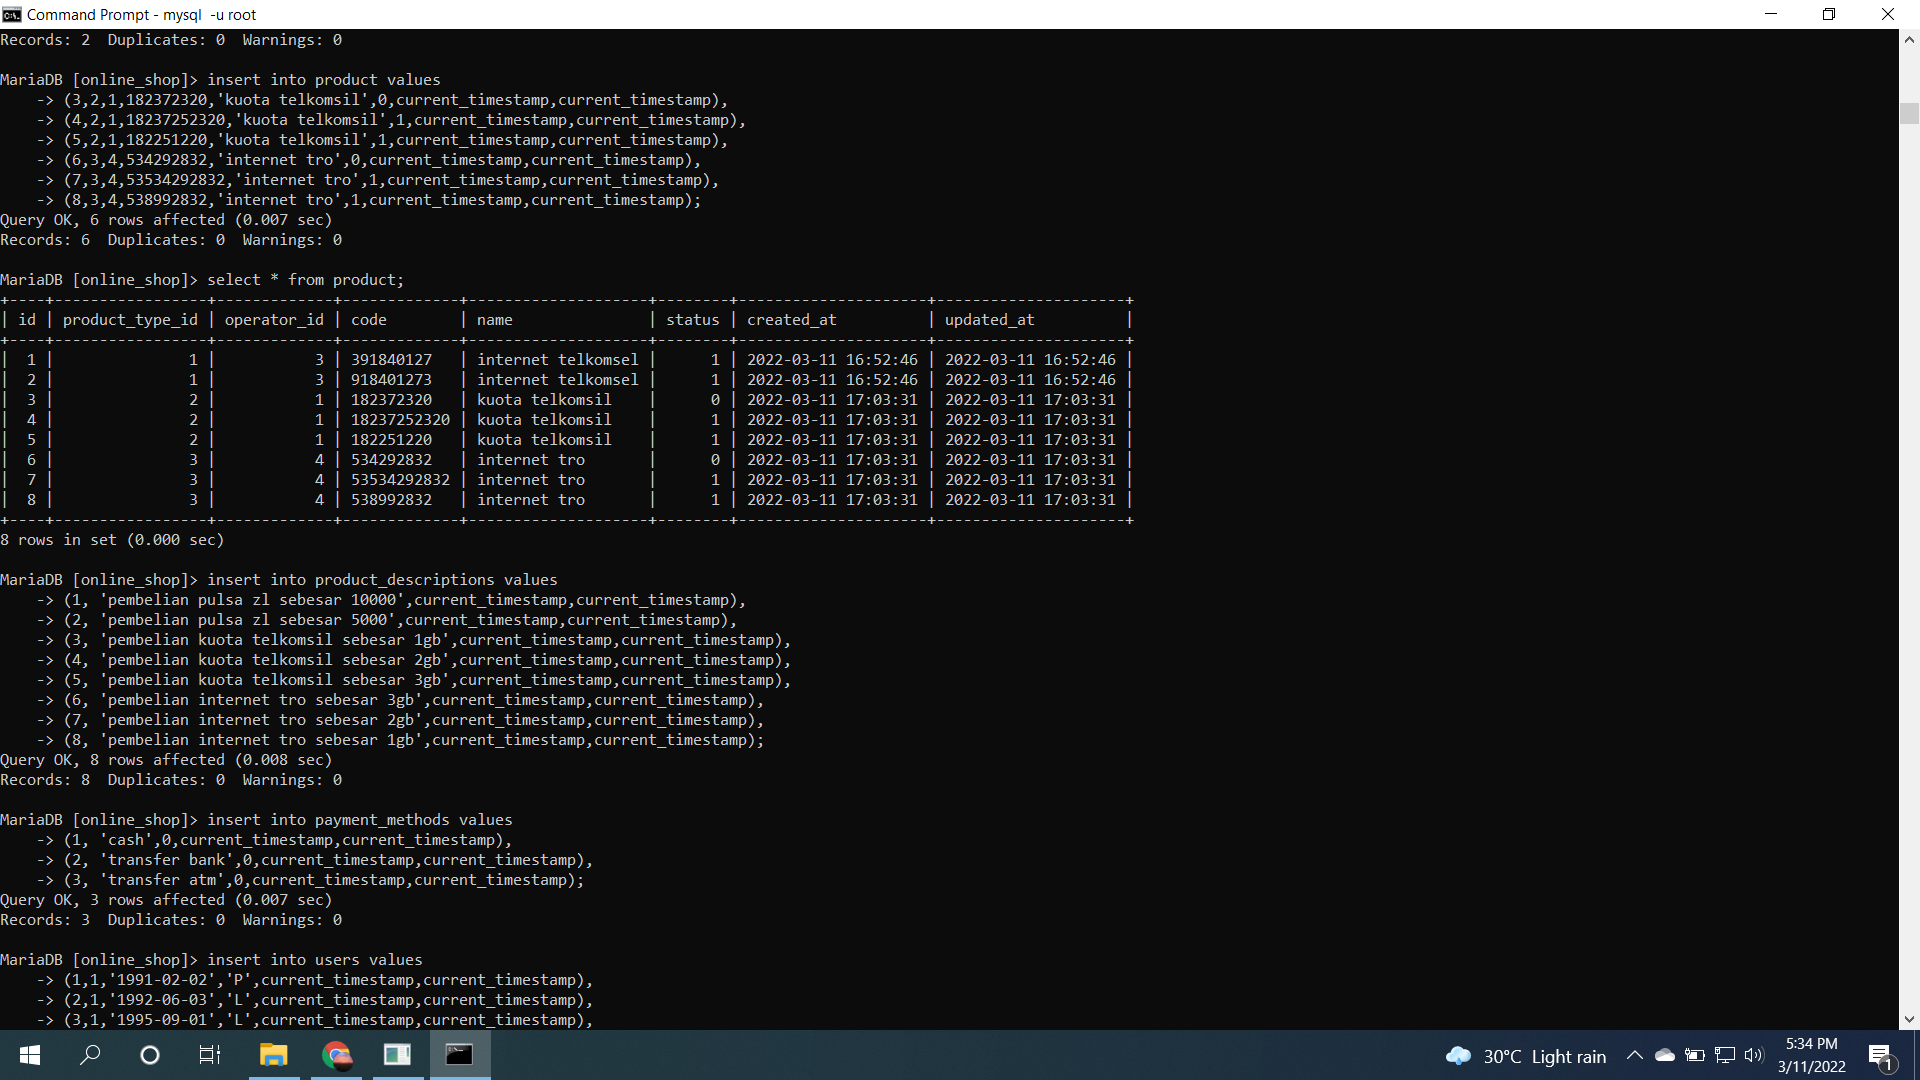 Command Prompt - mysql  -u root
Records: 2  Duplicates: 0  Warnings: 0
MariaDB [online_shop]> insert into product values
    -> (3,2,1,182372320,'kuota telkomsil',0,current_timestamp,current_timestamp),
    -> (4,2,1,18237252320,'kuota telkomsil',1,current_timestamp,current_timestamp),
    -> (5,2,1,182251220,'kuota telkomsil',1,current_timestamp,current_timestamp),
    -> (6,3,4,534292832,'internet tro',0,current_timestamp,current_timestamp),
    -> (7,3,4,53534292832,'internet tro',1,current_timestamp,current_timestamp),
    -> (8,3,4,538992832,'internet tro',1,current_timestamp,current_timestamp);
Query OK, 6 rows affected (0.007 sec)
Records: 6  Duplicates: 0  Warnings: 0
MariaDB [online_shop]> select * from product;
+----+-----------------+-------------+-------------+--------------------+--------+---------------------+---------------------+
| id | product_type_id | operator_id | code        | name               | status | created_at          | updated_at          |
+----+-----------------+-------------+-------------+--------------------+--------+---------------------+---------------------+
|  1 |               1 |           3 | 391840127   | internet telkomsel |      1 | 2022-03-11 16:52:46 | 2022-03-11 16:52:46 |
|  2 |               1 |           3 | 918401273   | internet telkomsel |      1 | 2022-03-11 16:52:46 | 2022-03-11 16:52:46 |
|  3 |               2 |           1 | 182372320   | kuota telkomsil    |      0 | 2022-03-11 17:03:31 | 2022-03-11 17:03:31 |
|  4 |               2 |           1 | 18237252320 | kuota telkomsil    |      1 | 2022-03-11 17:03:31 | 2022-03-11 17:03:31 |
|  5 |               2 |           1 | 182251220   | kuota telkomsil    |      1 | 2022-03-11 17:03:31 | 2022-03-11 17:03:31 |
|  6 |               3 |           4 | 534292832   | internet tro       |      0 | 2022-03-11 17:03:31 | 2022-03-11 17:03:31 |
|  7 |               3 |           4 | 53534292832 | internet tro       |      1 | 2022-03-11 17:03:31 | 2022-03-11 17:03:31 |
|  8 |               3 |           4 | 538992832   | internet tro       |      1 | 2022-03-11 17:03:31 | 2022-03-11 17:03:31 |
+----+-----------------+-------------+-------------+--------------------+--------+---------------------+---------------------+
8 rows in set (0.000 sec)
MariaDB [online_shop]> insert into product_descriptions values
    -> (1, 'pembelian pulsa zl sebesar 10000',current_timestamp,current_timestamp),
    -> (2, 'pembelian pulsa zl sebesar 5000',current_timestamp,current_timestamp),
    -> (3, 'pembelian kuota telkomsil sebesar 1gb',current_timestamp,current_timestamp),
    -> (4, 'pembelian kuota telkomsil sebesar 2gb',current_timestamp,current_timestamp),
    -> (5, 'pembelian kuota telkomsil sebesar 3gb',current_timestamp,current_timestamp),
    -> (6, 'pembelian internet tro sebesar 3gb',current_timestamp,current_timestamp),
    -> (7, 'pembelian internet tro sebesar 2gb',current_timestamp,current_timestamp),
    -> (8, 'pembelian internet tro sebesar 1gb',current_timestamp,current_timestamp);
Query OK, 8 rows affected (0.008 sec)
Records: 8  Duplicates: 0  Warnings: 0
MariaDB [online_shop]> insert into payment_methods values
    -> (1, 'cash',0,current_timestamp,current_timestamp),
    -> (2, 'transfer bank',0,current_timestamp,current_timestamp),
    -> (3, 'transfer atm',0,current_timestamp,current_timestamp);
Query OK, 3 rows affected (0.007 sec)
Records: 3  Duplicates: 0  Warnings: 0
MariaDB [online_shop]> insert into users values
    -> (1,1,'1991-02-02','P',current_timestamp,current_timestamp),
    -> (2,1,'1992-06-03','L',current_timestamp,current_timestamp),
    -> (3,1,'1995-09-01','L',current_timestamp,current_timestamp),
30°C  Light rain
5:34 PM
3/11/2022
1